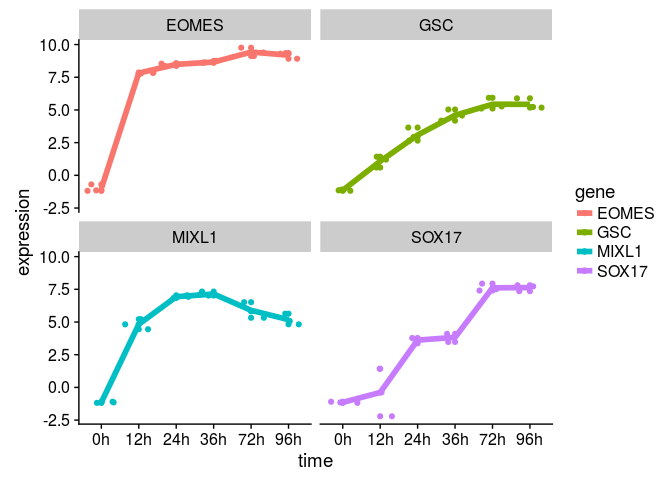 EOMES GSC
10.0
7.5
5.0
2.5
0.0
-2.5
MIXL1 SOX17
10.0
7.5
5.0
2.5
0.0
-2.5
0h 12h 24h 36h 72h 96h 0h 12h 24h 36h 72h 96h
time
expression
gene
EOMES
GSC
MIXL1
SOX17